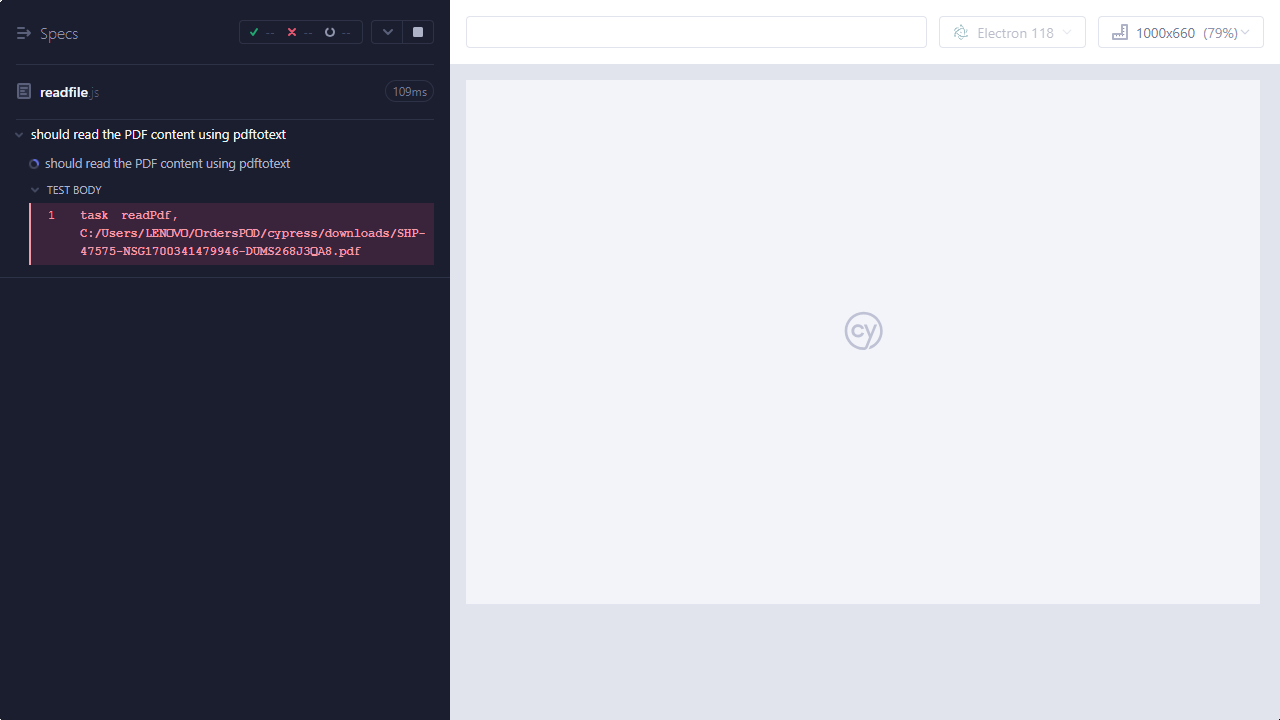 Specs
-- -- --
readfile.js
109ms
should read the PDF content using pdftotext
should read the PDF content using pdftotext
TEST BODY
1 task readPdf,
C:/Users/LENOVO/OrdersPOD/cypress/downloads/SHP-
47575-NSG1700341479946-DUMS268J3QA8.pdf
Electron 118
1000x660 (79%)
cy